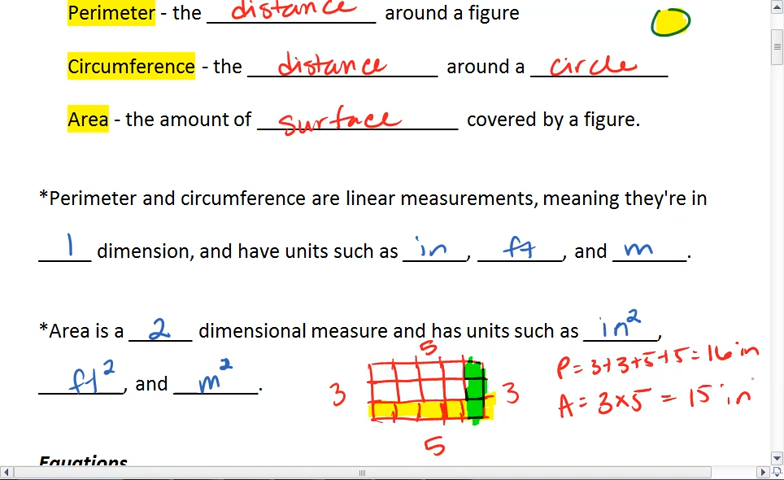 Perimeter - the distance around a figure
Circumference - the distance around a circle
Area - the amount of surface covered by a figure.
*Perimeter and circumference are linear measurements, meaning they're in
1 dimension, and have units such as in, ft, and m.
*Area is a 2 dimensional measure and has units such as in²,
ft², and m².
5
3
3
5
P = 3+3+5+5 = 16 in
A = 3×5 = 15 in
Equations